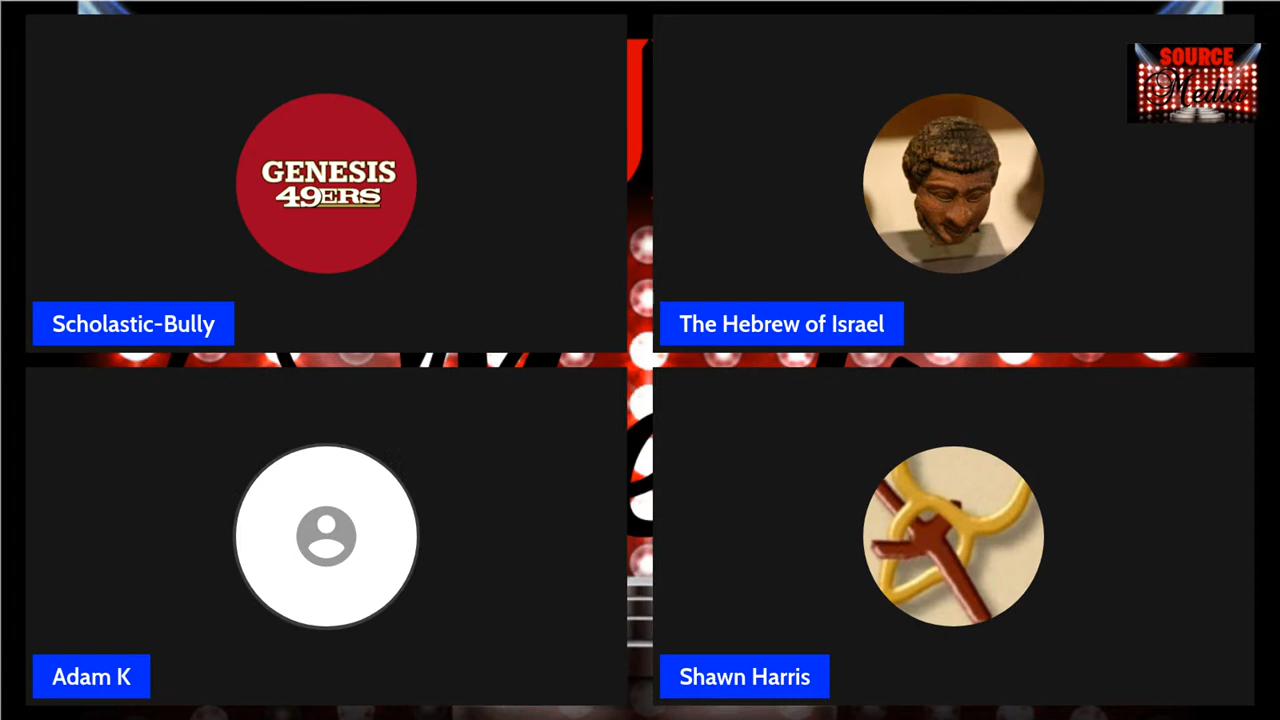 GENESIS
49ERS
SOURCE
Media
Scholastic-Bully
The Hebrew of Israel
Adam K
Shawn Harris